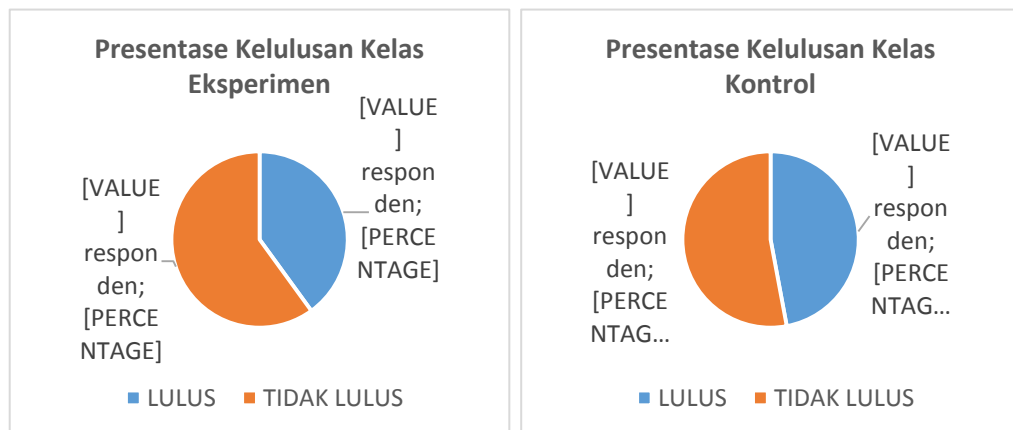 Presentase Kelulusan Kelas
Eksperimen
[VALUE
]
respon
den;
[PERCE
NTAGE]
[VALUE
]
respon
den;
[PERCE
NTAGE]
LULUS
TIDAK LULUS
Presentase Kelulusan Kelas
Kontrol
[VALUE
]
respon
den;
[PERCE
NTAG...
[VALUE
]
respon
den;
[PERCE
NTAG...
LULUS
TIDAK LULUS